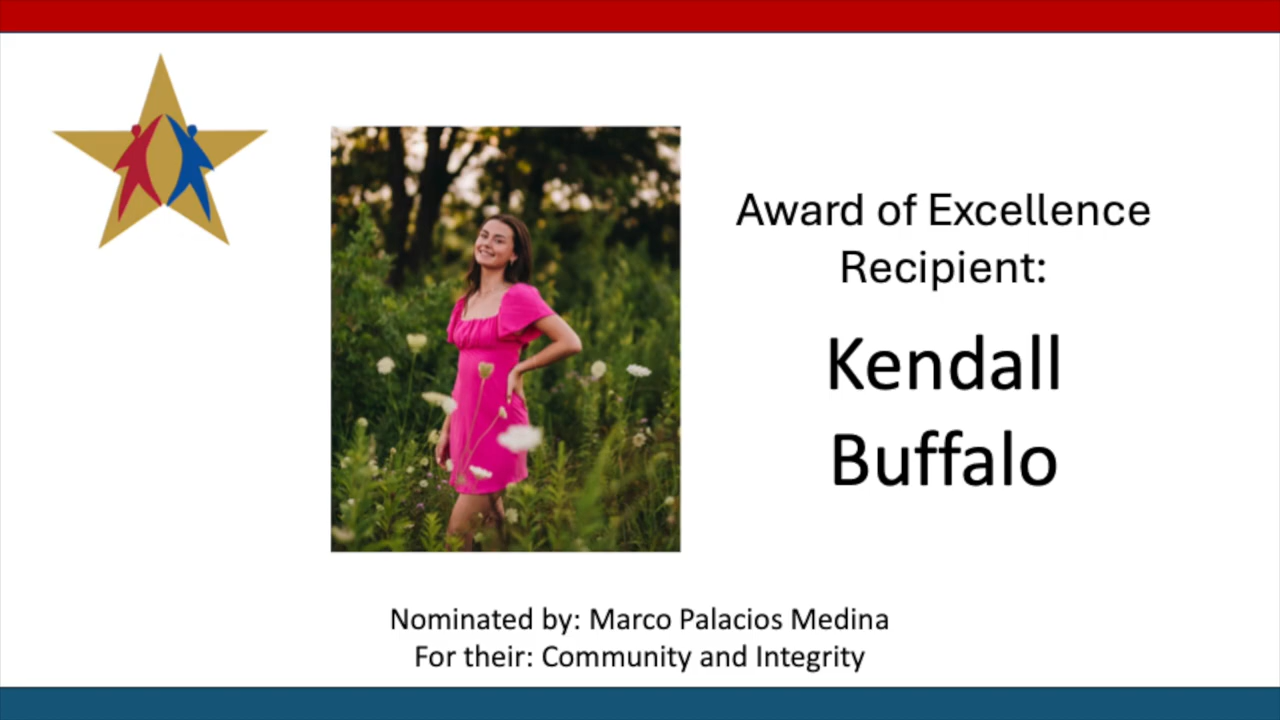 Award of Excellence
Recipient:
Kendall
Buffalo
Nominated by: Marco Palacios Medina
For their: Community and Integrity